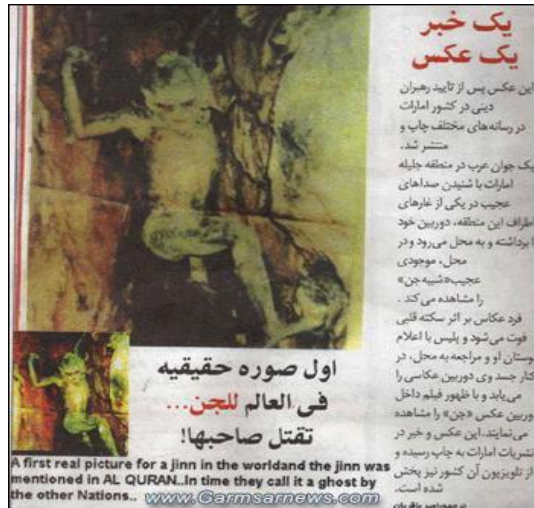 یک خبر
یک عکس
این عکس پس از تایید رهبران
دینی در کشور امارات
در رسانه‌های مختلف چاپ و
منتشر شد.
یک جوان عرب در منطقه جلیله
امارات با شنیدن صداهای
عجیب در یکی از غارهای
اطراف این منطقه، دوربین خود
را برداشته و به محل می‌رود و در
محل، موجودی
عجیب «شبیه جن»
را مشاهده می کند .
فرد عکاس بر اثر سکته قلبی
فوت می‌شود و پلیس با اعلام
دوستان او و مراجعه به محل، در
کنار جسد وی دوربین عکاسی را
می‌یابد و با ظهور فیلم داخل
دوربین عکس «جن» را مشاهده
می‌نمایند. این عکس و خبر در
نشریات امارات به چاپ رسیده و
از تلویزیون آن کشور نیز پخش
شده است.
اول صوره حقیقیه
فی العالم للجن...
تقتل صاحبها!
A first real picture for a jinn in the worldand the jinn was
mentioned in AL QURAN..In time they call it a ghost by
the other Nations..
www.Garmsarnews.com